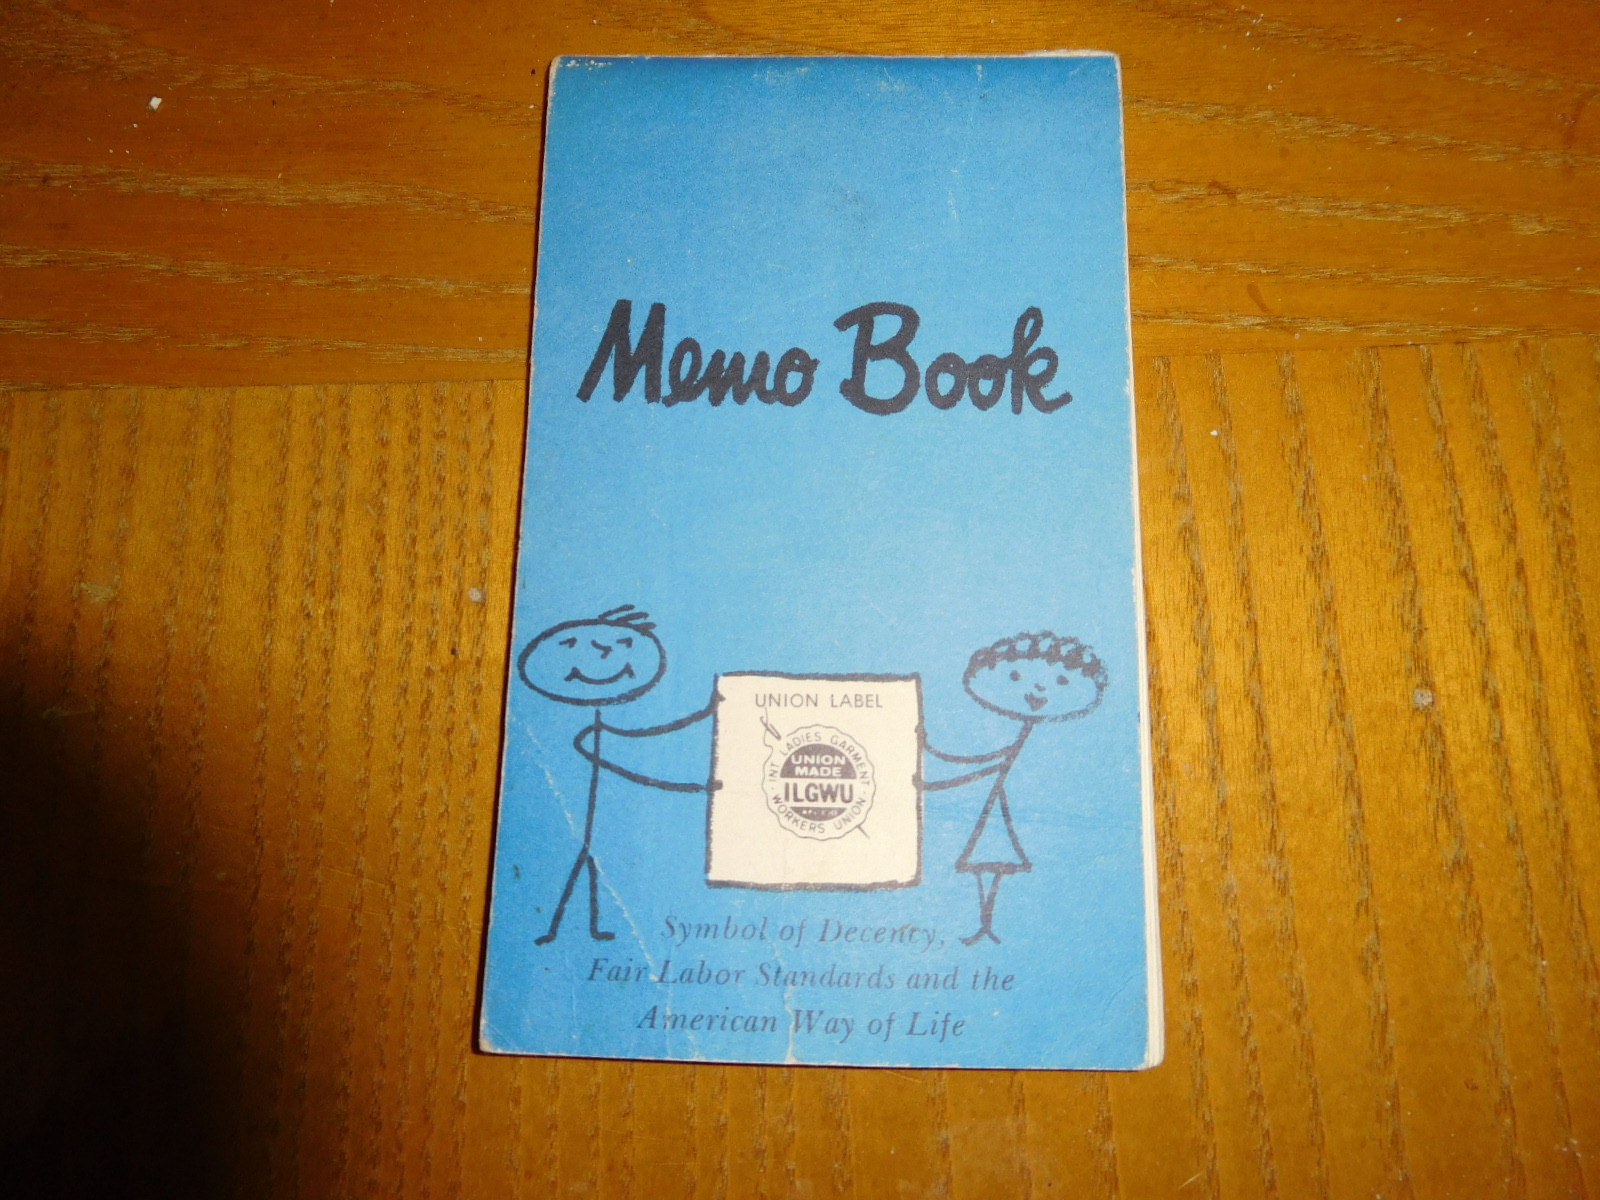 Memo Book
UNION LABEL
INT LADIES GARMENT
UNION
MADE
ILGWU
WORKERS UNION
Symbol of Decency,
Fair Labor Standards and the
American Way of Life